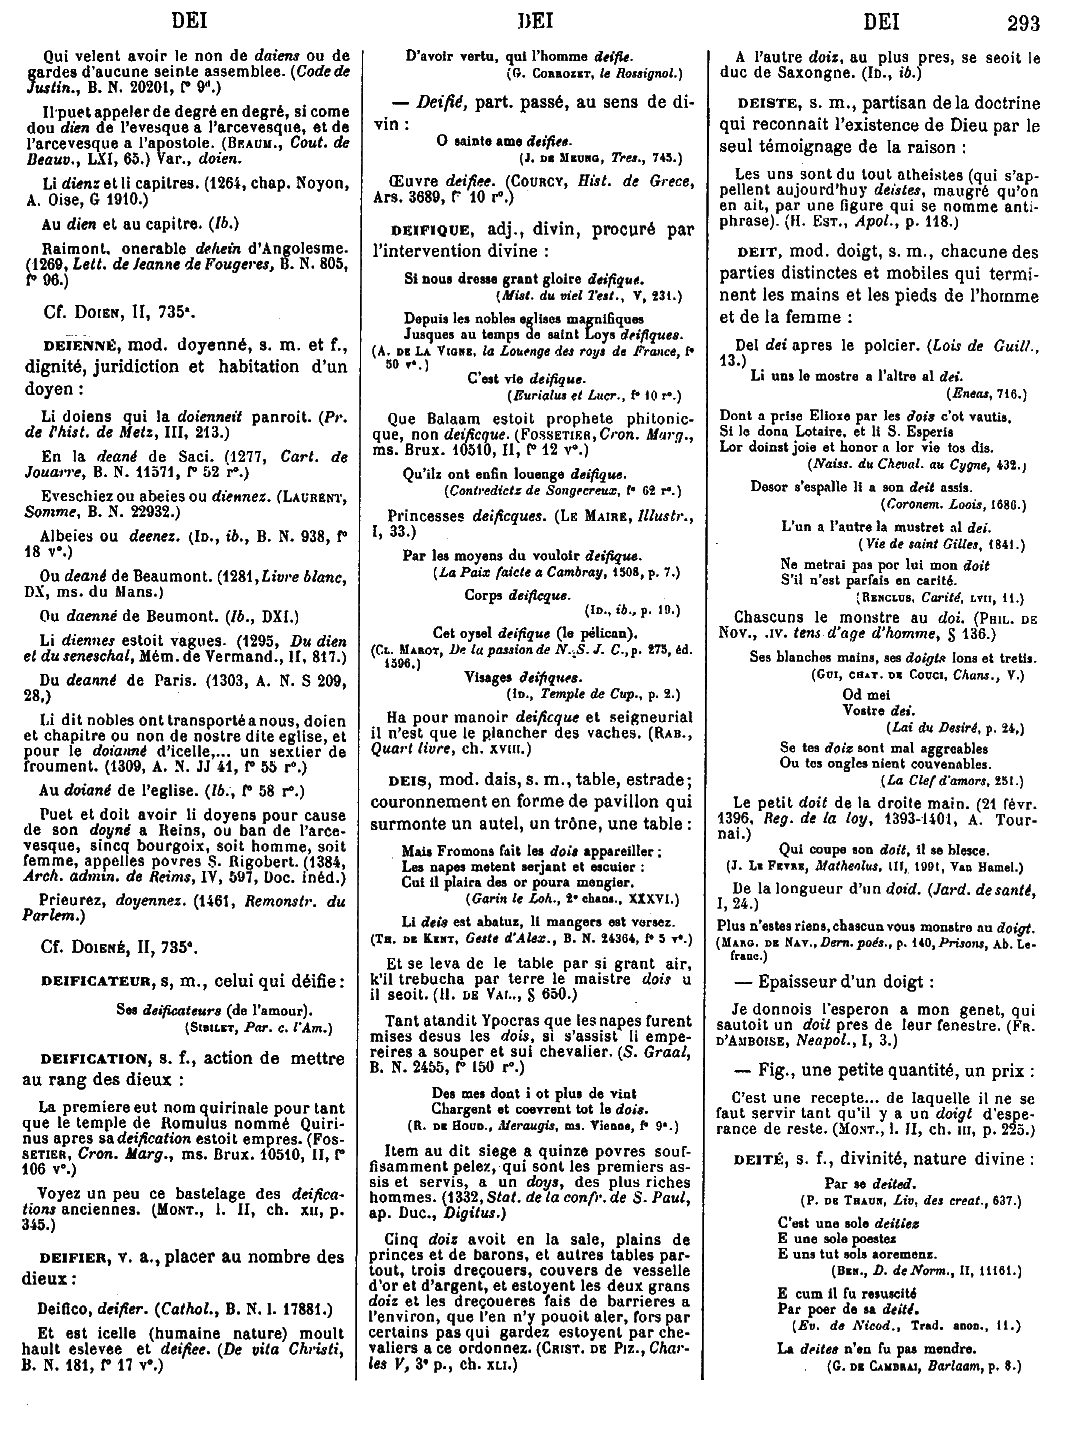 DEI DEI DEI 293
Qui velent avoir le non de daiens ou de
gardes d'aucune seinte assemblee. (Code de
Justin., B. N. 20201, f° 9ᵈ.)
Il puet appeler de degré en degré, si come
dou dien de l'evesque a l'arcevesque, et de
l'arcevesque a l'apostole. (BEAUM., Cout. de
Beauv., LXI, 65.) Var., doien.
Li dienz et li capitres. (1264, chap. Noyon,
A. Oise, G 1910.)
Au dien et au capitre. (Ib.)
Raimont, onerable dehein d'Angolesme.
(1269, Lett. de Jeanne de Fougeres, B. N. 805,
f° 96.)
Cf. DOIEN, II, 735ᵃ.
DEIENNÉ, mod. doyenné, s. m. et f.,
dignité, juridiction et habitation d'un
doyen :
Li doiens qui la doienneit panroit. (Pr.
de l'hist. de Metz, III, 213.)
En la deané de Saci. (1277, Cart. de
Jouarre, B. N. 11571, f° 52 r°.)
Eveschiez ou abeies ou diennez. (LAURENT,
Somme, B. N. 22932.)
Albeies ou deenez. (ID., ib., B. N. 938, f°
18 v°.)
Ou deané de Beaumont. (1281, Livre blanc,
DX, ms. du Mans.)
Ou daenné de Beumont. (Ib., DXI.)
Li diennes estoit vagues. (1295, Du dien
et du seneschal, Mém. de Vermand., II, 817.)
Du deanné de Paris. (1303, A. N. S 209,
28,)
Li dit nobles ont transporté a nous, doien
et chapitre ou non de nostre dite eglise, et
pour le doianné d'icelle,... un sextier de
froument. (1309, A. N. JJ 41, f° 55 r°.)
Au doiané de l'eglise. (Ib., f° 58 r°.)
Puet et doit avoir li doyens pour cause
de son doyné a Reins, ou ban de l'arce-
vesque, sincq bourgoix, soit homme, soit
femme, appelles povres S. Rigobert. (1384,
Arch. admin. de Reims, IV, 597, Doc. inéd.)
Prieurez, doyennez. (1461, Remonstr. du
Parlem.)
Cf. DOIENÉ, II, 735ᵃ.
DEIFICATEUR, s, m., celui qui déifie :
Ses deificateurs (de l'amour).
(SIBILET, Par. c. l'Am.)
DEIFICATION, s. f., action de mettre
au rang des dieux :
La premiere eut nom quirinale pour tant
que le temple de Romulus nommé Quiri-
nus apres sa deification estoit empres. (FOS-
SETIER, Cron. Marg., ms. Brux. 10510, II, f°
106 v°.)
Voyez un peu ce bastelage des deifica-
tions anciennes. (MONT., l. II, ch. XII, p.
345.)
DEIFIER, v. a., placer au nombre des
dieux :
Deifico, deifier. (Cathol., B. N. l. 17881.)
Et est icelle (humaine nature) moult
hault eslevee et deifiee. (De vita Christi,
B. N. 181, f° 17 v°.)
D'avoir vertu, qui l'homme deifie.
(G. CORROZET, le Rossignol.)
— Deifié, part. passé, au sens de di-
vin :
O sainte ame deifiee.
(J. DE MEUNG, Tres., 745.)
Œuvre deifiee. (COURCY, Hist. de Grece,
Ars. 3689, f° 10 r°.)
DEIFIQUE, adj., divin, procuré par
l'intervention divine :
Si nous dresse grant gloire deifique.
(Mist. du viel Test., V, 231.)
Depuis les nobles eglises magnifiques
Jusques au temps de saint Loys deifiques.
(A. DE LA VIGNE, la Louenge des roys de France, f°
50 v°.)
C'est vie deifique.
(Eurialus et Lucr., f° 10 r°.)
Que Balaam estoit prophete phitonic-
que, non deificque. (FOSSETIER, Cron. Marg.,
ms. Brux. 10510, II, f° 12 v°.)
Qu'ilz ont enfin louenge deifique.
(Contredictz de Songecreux, f° 62 r°.)
Princesses deificques. (LE MAIRE, Illustr.,
I, 33.)
Par les moyens du vouloir deifique.
(La Paix faicte a Cambray, 1508, p. 7.)
Corps deificque.
(ID., ib., p. 19.)
Cet oysel deifique (le pélican).
(CL. MAROT, De la passion de N.-S. J. C., p. 275, éd.
1596.)
Visages deifiques.
(ID., Temple de Cup., p. 2.)
Ha pour manoir deificque et seigneurial
il n'est que le plancher des vaches. (RAB.,
Quart livre, ch. XVIII.)
DEIS, mod. dais, s. m., table, estrade ;
couronnement en forme de pavillon qui
surmonte un autel, un trône, une table :
Mais Fromons fait les dois appareiller ;
Les napes metent serjant et escuier :
Cui il plaira des or poura mengier.
(Garin le Loh., 2ᵉ chans., XXXVI.)
Li deis est abatuz, li mangers est versez.
(TH. DE KENT, Geste d'Alex., B. N. 24364, f° 5 v°.)
Et se leva de le table par si grant air,
k'il trebucha par terre le maistre dois u
il seoit. (H. DE VAL., § 650.)
Tant atandit Ypocras que les napes furent
mises desus les dois, si s'assist li empe-
reires a souper et sui chevalier. (S. Graal,
B. N. 2455, f° 150 r°.)
Des mes dont i ot plus de vint
Chargent et coevrent tot le dois.
(R. DE HOUD., Meraugis, ms. Vienne, f° 9ᵃ.)
Item au dit siege a quinze povres souf-
fisamment pelez, qui sont les premiers as-
sis et servis, a un doys, des plus riches
hommes. (1332, Stat. de la confr. de S. Paul,
ap. Duc., Digitus.)
Cinq doiz avoit en la sale, plains de
princes et de barons, et autres tables par-
tout, trois dreçouers, couvers de vesselle
d'or et d'argent, et estoyent les deux grans
doiz et les dreçoueres fais de barrieres a
l'environ, que l'en n'y pouoit aler, fors par
certains pas qui gardez estoyent par che-
valiers a ce ordonnez. (CRIST. DE PIZ., Char-
les V, 3ᵉ p., ch. XLI.)
A l'autre doiz, au plus pres, se seoit le
duc de Saxongne. (ID., ib.)
DEISTE, s. m., partisan de la doctrine
qui reconnait l'existence de Dieu par le
seul témoignage de la raison :
Les uns sont du tout atheistes (qui s'ap-
pellent aujourd'huy deistes, maugré qu'on
en ait, par une figure qui se nomme anti-
phrase). (H. EST., Apol., p. 118.)
DEIT, mod. doigt, s. m., chacune des
parties distinctes et mobiles qui termi-
nent les mains et les pieds de l'homme
et de la femme :
Del dei apres le polcier. (Lois de Guill.,
13.)
Li uns le mostre a l'altre al dei.
(Eneas, 716.)
Dont a prise Elioxe par les dois c'ot vautis,
Si le dona Lotaire, et li S. Esperis
Lor doinst joie et honor a lor vie tos dis.
(Naiss. du Cheval. au Cygne, 432.)
Desor s'espalle li a son deit assis.
(Coronem. Loois, 1686.)
L'un a l'autre la mustret al dei.
(Vie de saint Gilles, 1841.)
Ne metrai pas por lui mon doit
S'il n'est parfais en carité.
(RENCLUS, Carité, LVII, 11.)
Chascuns le monstre au doi. (PHIL. DE
NOV., .IV. tens d'age d'homme, § 136.)
Ses blanches mains, ses doigts lons et tretis.
(GUI, CHAT. DE COUCI, Chans., V.)
Od mei
Vostre dei.
(Lai du Desiré, p. 24,)
Se tes doiz sont mal aggreables
Ou tes ongles nient couvenables.
(La Clef d'amors, 251.)
Le petit doit de la droite main. (21 févr.
1396, Reg. de la loy, 1393-1401, A. Tour-
nai.)
Qui coupe son doit, il se blesce.
(J. LE FEVRE, Matheolus, III, 1991, Van Hamel.)
De la longueur d'un doid. (Jard. de santé,
I, 24.)
Plus n'estes riens, chascun vous monstre au doigt.
(MARG. DE NAV., Dern. poés., p. 140, Prisons, Ab. Le-
franc.)
— Epaisseur d'un doigt :
Je donnois l'esperon a mon genet, qui
sautoit un doit pres de leur fenestre. (FR.
D'AMBOISE, Neapol., I, 3.)
— Fig., une petite quantité, un prix :
C'est une recepte... de laquelle il ne se
faut servir tant qu'il y a un doigt d'espe-
rance de reste. (MONT., l. II, ch. III, p. 225.)
DEITÉ, s. f., divinité, nature divine :
Par se deited.
(P. DE THAUN, Liv. des creat., 637.)
C'est une sole deitiez
E une sole poestez
E uns tut sols aoremenz.
(BEN., D. de Norm., II, 11161.)
E cum il fu resuscité
Par poer de sa deité.
(Ev. de Nicod., Trad. anon., 11.)
La deites n'en fu pas mendre.
(G. DE CAMBRAI, Barlaam, p. 8.)